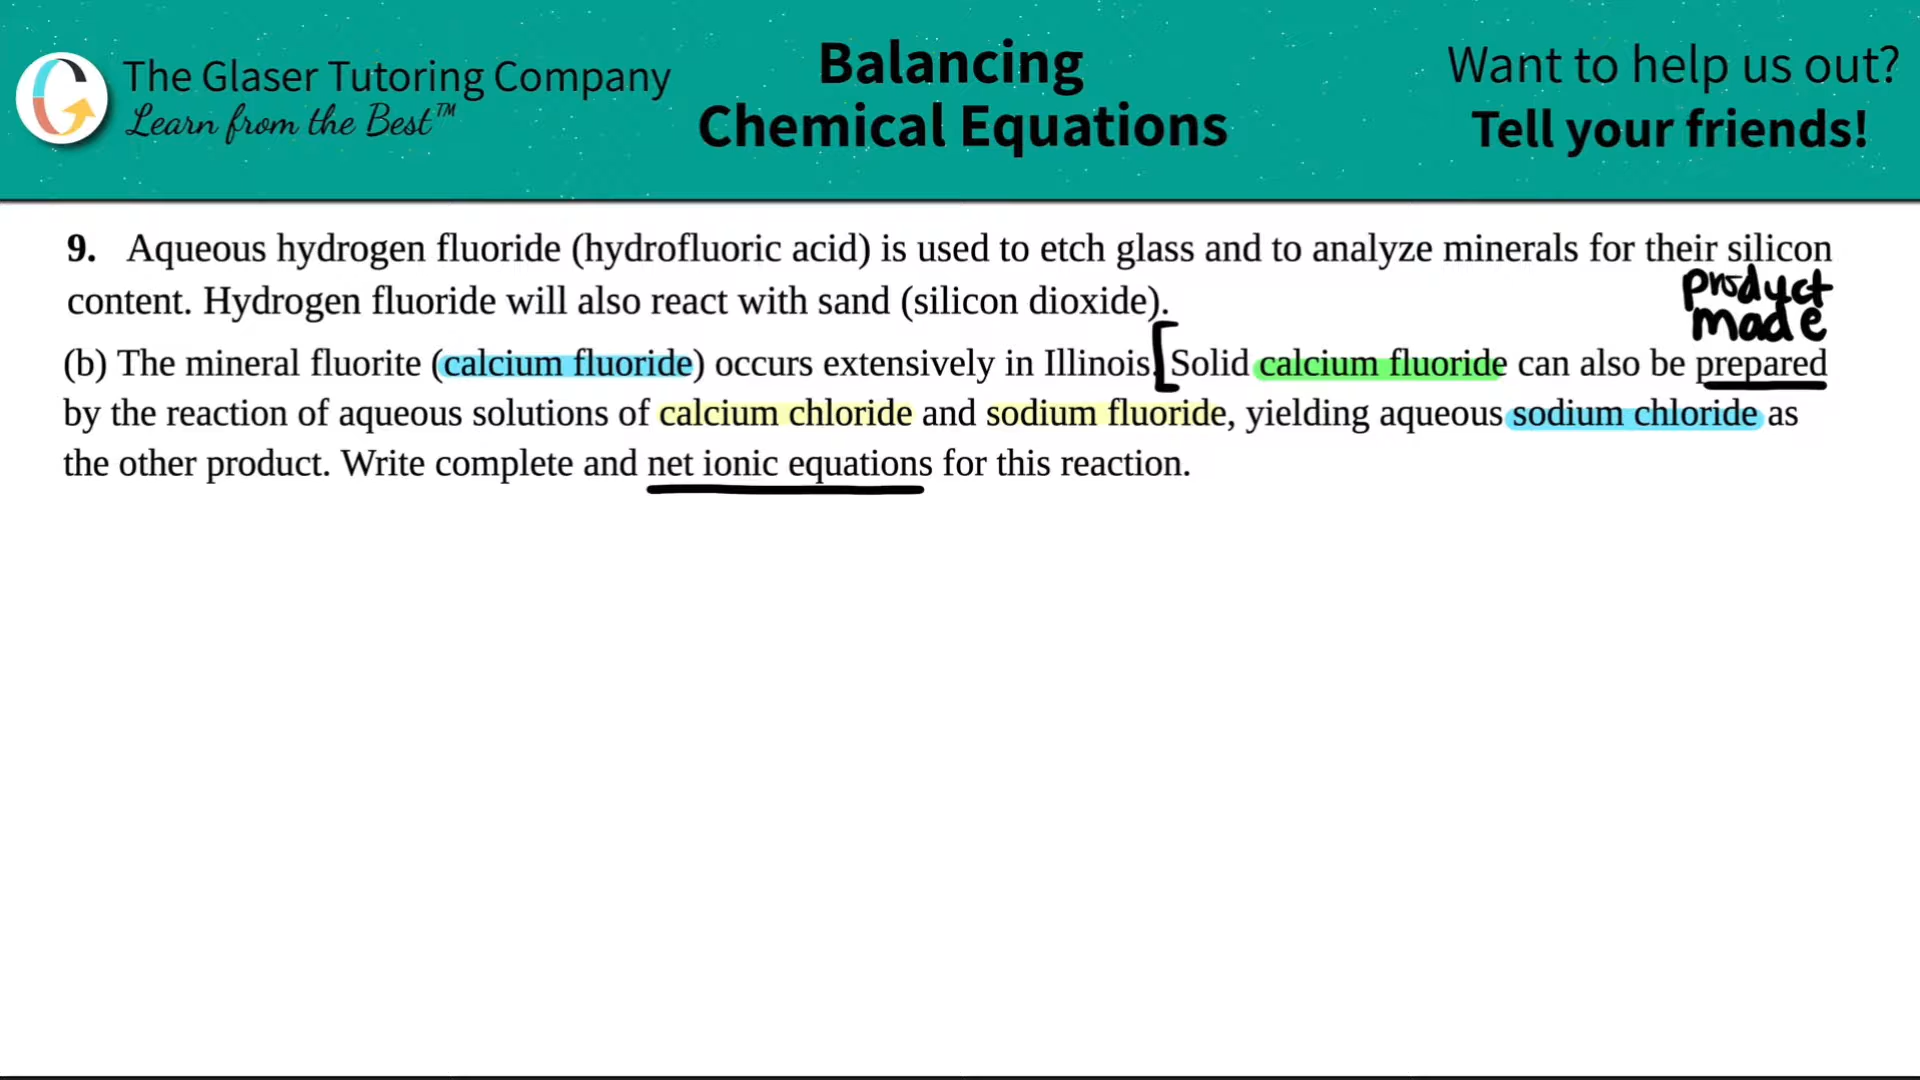 The Glaser Tutoring Company
Learn from the Best™
Balancing
Chemical Equations
Want to help us out?
Tell your friends!
9. Aqueous hydrogen fluoride (hydrofluoric acid) is used to etch glass and to analyze minerals for their silicon
content. Hydrogen fluoride will also react with sand (silicon dioxide).
product
made
(b) The mineral fluorite (calcium fluoride) occurs extensively in Illinois. [Solid calcium fluoride can also be prepared
by the reaction of aqueous solutions of calcium chloride and sodium fluoride, yielding aqueous sodium chloride as
the other product. Write complete and net ionic equations for this reaction.